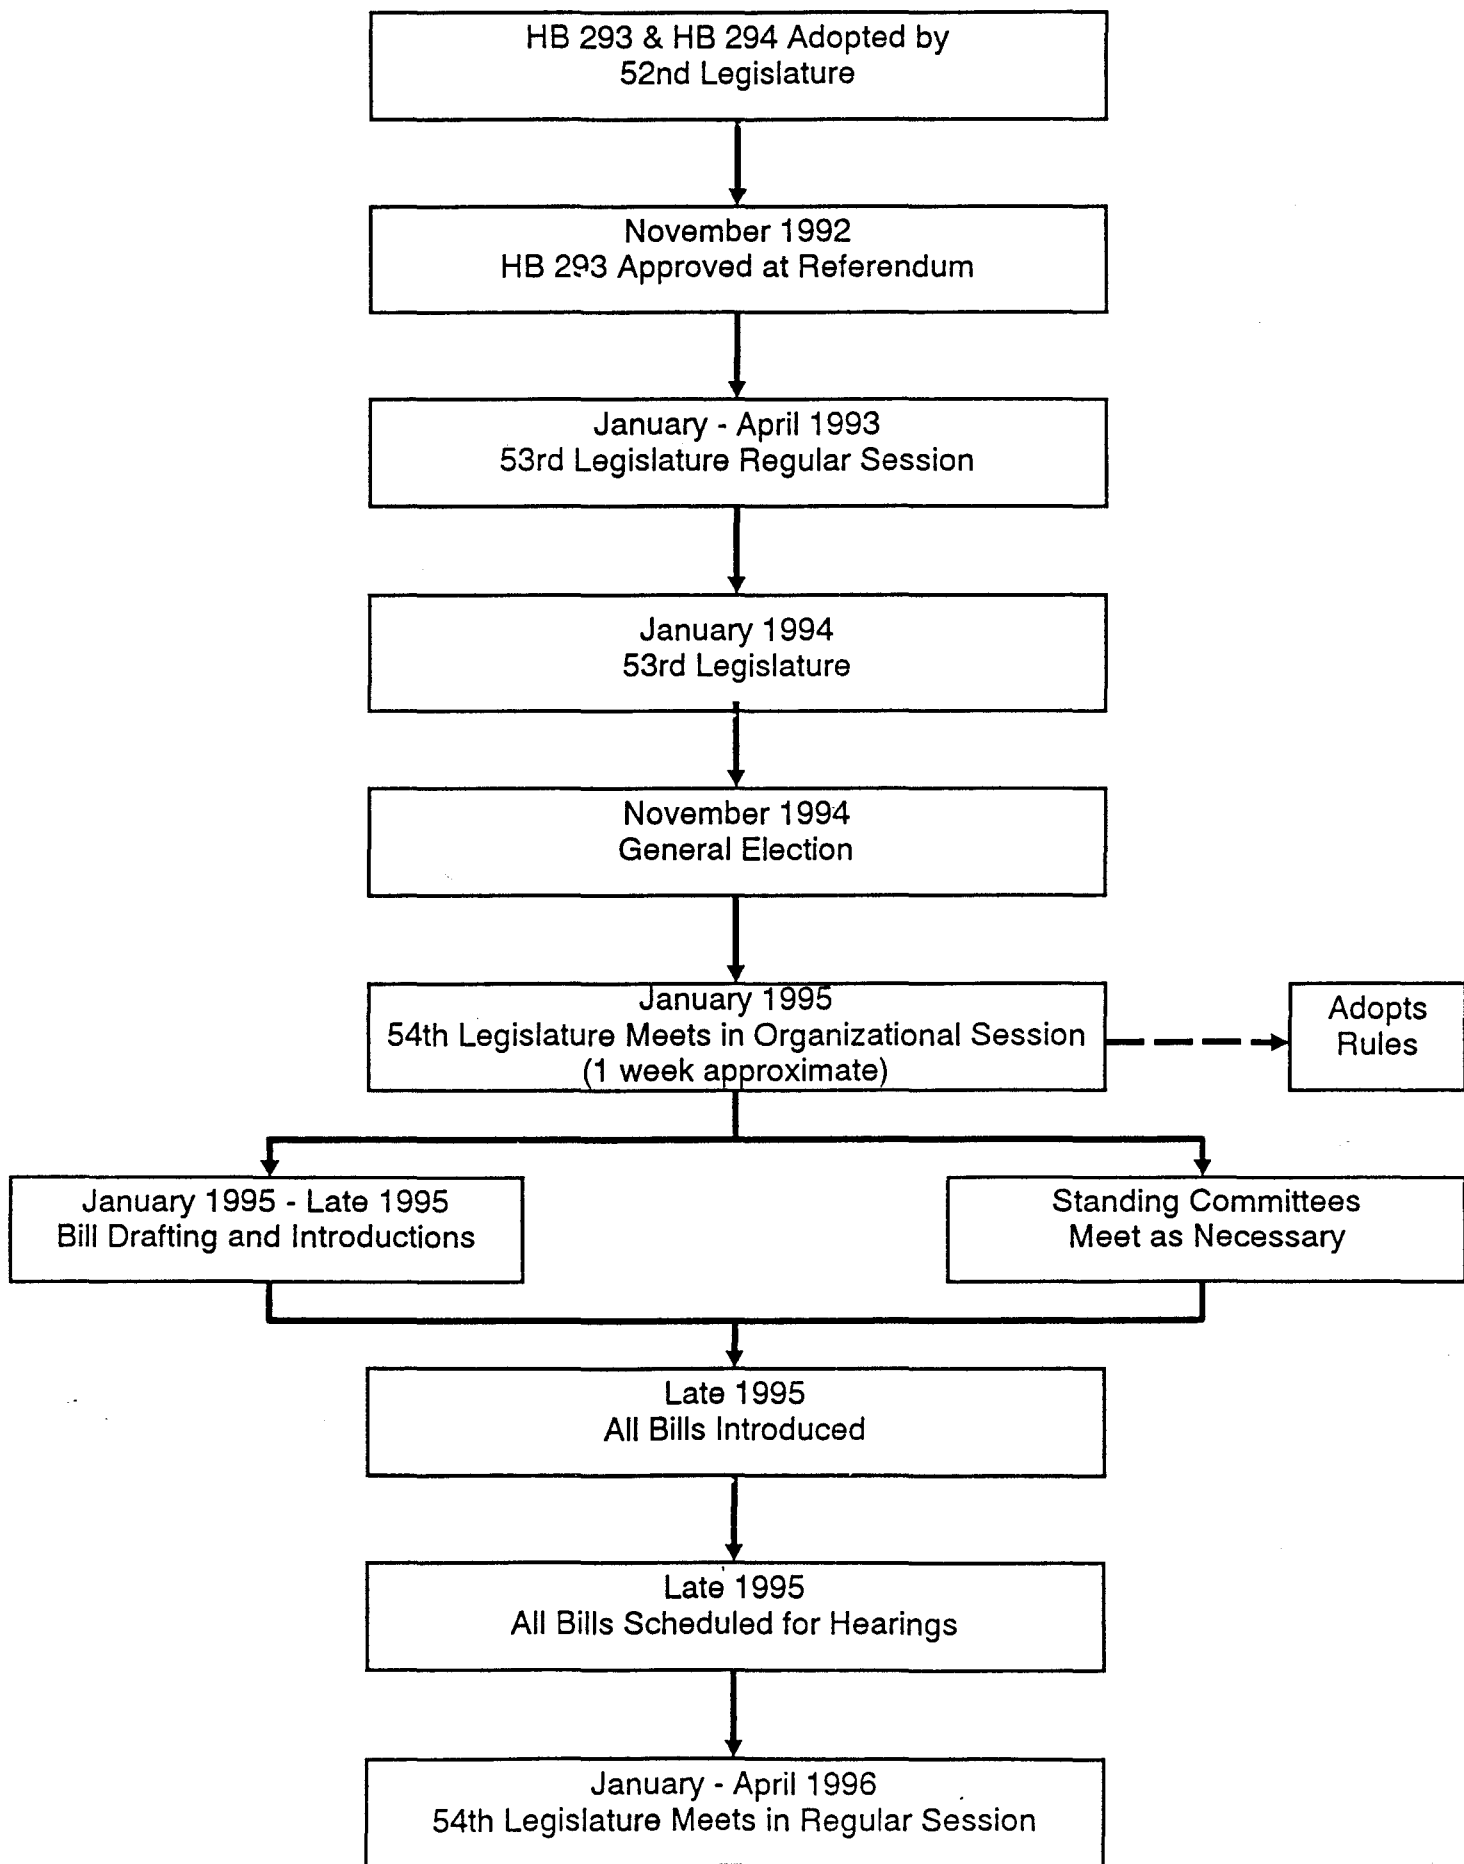 HB 293 & HB 294 Adopted by
52nd Legislature
November 1992
HB 293 Approved at Referendum
January - April 1993
53rd Legislature Regular Session
January 1994
53rd Legislature
November 1994
General Election
January 1995
54th Legislature Meets in Organizational Session
(1 week approximate)
Adopts
Rules
January 1995 - Late 1995
Bill Drafting and Introductions
Standing Committees
Meet as Necessary
Late 1995
All Bills Introduced
Late 1995
All Bills Scheduled for Hearings
January - April 1996
54th Legislature Meets in Regular Session